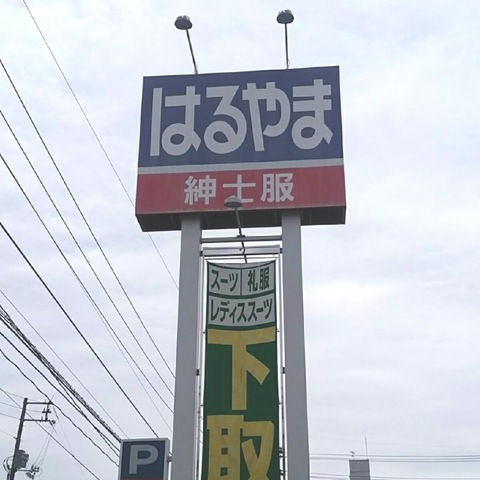 はるやま
紳士服
スーツ 礼服
レディススーツ
下取
P